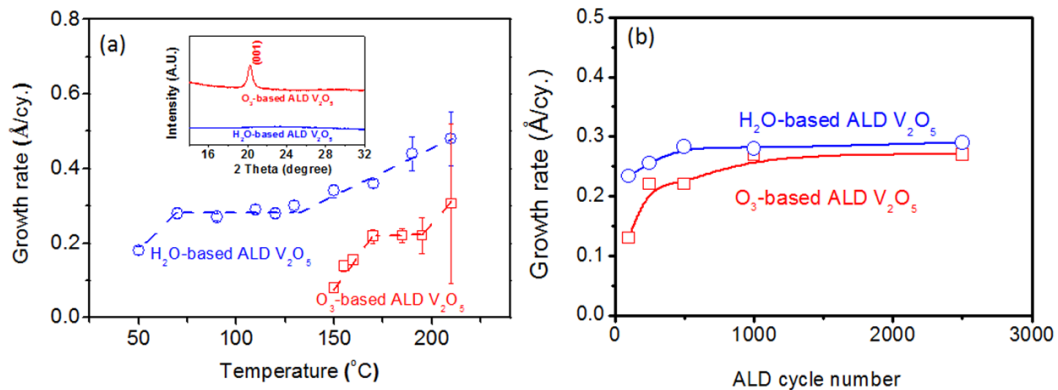 (a)
Growth rate (Å/cy.)
0.8
0.6
0.4
0.2
0.0
50 100 150 200
Temperature (°C)
H₂O-based ALD V₂O₅
O₃-based ALD V₂O₅
Intensity (A.U.)
(001)
O₃-based ALD V₂O₅
H₂O-based ALD V₂O₅
16 20 24 28 32
2 Theta (degree)
(b)
Growth rate (Å/cy.)
0.5
0.4
0.3
0.2
0.1
0.0
0 1000 2000 3000
ALD cycle number
H₂O-based ALD V₂O₅
O₃-based ALD V₂O₅